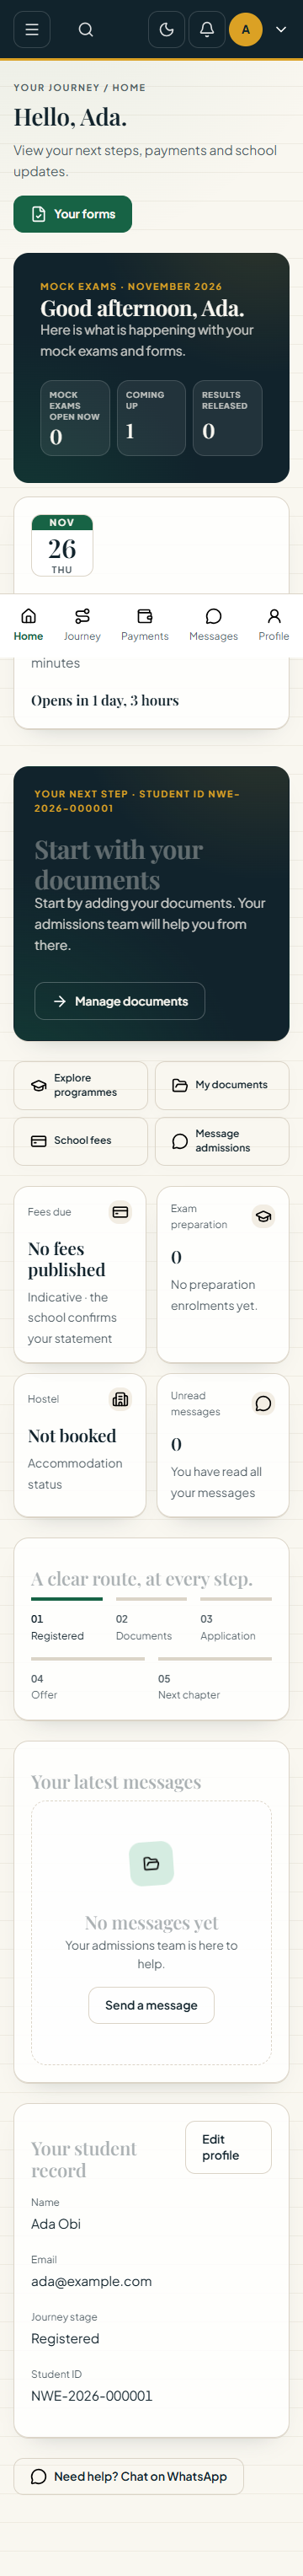 A
YOUR JOURNEY / HOME
Hello, Ada.
View your next steps, payments and school
updates.
Your forms
MOCK EXAMS · NOVEMBER 2026
Good afternoon, Ada.
Here is what is happening with your
mock exams and forms.
MOCK
EXAMS
OPEN NOW
0
COMING
UP
1
RESULTS
RELEASED
0
NOV
26
THU
Home
Journey
Payments
Messages
Profile
minutes
Opens in 1 day, 3 hours
YOUR NEXT STEP · STUDENT ID NWE-
2026-000001
Start with your
documents
Start by adding your documents. Your
admissions team will help you from
there.
Manage documents
Explore
programmes
My documents
School fees
Message
admissions
Fees due
No fees
published
Indicative · the
school confirms
your statement
Exam
preparation
0
No preparation
enrolments yet.
Hostel
Not booked
Accommodation
status
Unread
messages
0
You have read all
your messages
A clear route, at every step.
01
Registered
02
Documents
03
Application
04
Offer
05
Next chapter
Your latest messages
No messages yet
Your admissions team is here to
help.
Send a message
Your student
record
Edit
profile
Name
Ada Obi
Email
ada@example.com
Journey stage
Registered
Student ID
NWE-2026-000001
Need help? Chat on WhatsApp